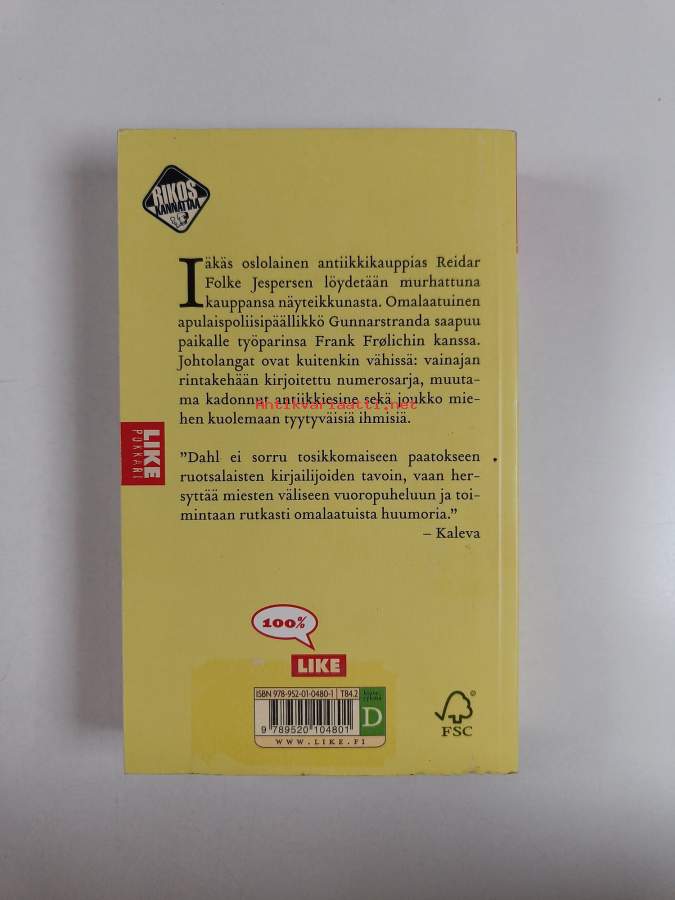 RIKOS
KANNATTAA
Iäkäs oslolainen antiikkikauppias Reidar
Folke Jespersen löydetään murhattuna
kauppansa näyteikkunasta. Omalaatuinen
apulaispoliisipäällikkö Gunnarstranda saapuu
paikalle työparinsa Frank Frølichin kanssa.
Johtolangat ovat kuitenkin vähissä: vainajan
rintakehään kirjoitettu numerosarja, muuta-
ma kadonnut antiikkiesine sekä joukko mie-
hen kuolemaan tyytyväisiä ihmisiä.
Antikvariaatti.net
"Dahl ei sorru tosikkomaiseen paatokseen
ruotsalaisten kirjailijoiden tavoin, vaan her-
syttää miesten väliseen vuoropuheluun ja toi-
mintaan rutkasti omalaatuista huumoria."
– Kaleva
LIKE
POKKARI
100%
LIKE
ISBN 978-952-01-0480-1 T84.2
9 789520 104801
D
WWW.LIKE.FI
FSC